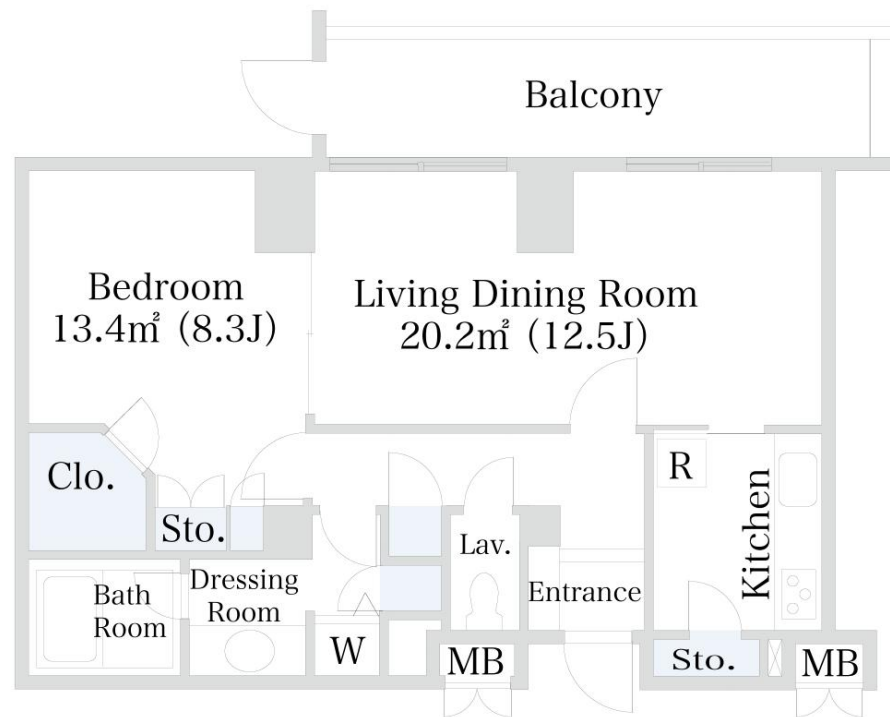 Balcony
Bedroom
13.4㎡ (8.3J)
Living Dining Room
20.2㎡ (12.5J)
Clo.
Sto.
R
Kitchen
Lav.
Entrance
Bath
Room
Dressing
Room
W
MB
Sto.
MB